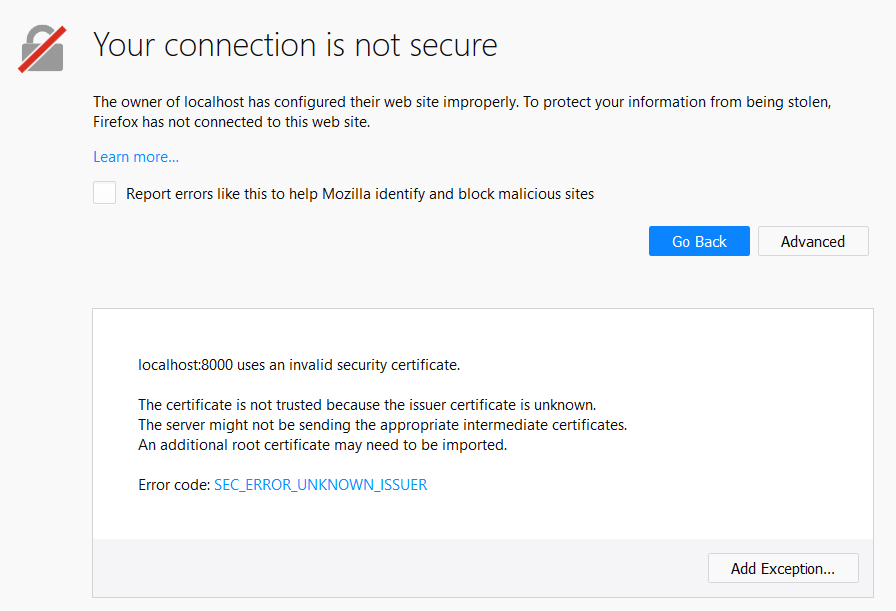 Your connection is not secure
The owner of localhost has configured their web site improperly. To protect your information from being stolen,
Firefox has not connected to this web site.
Learn more...
Report errors like this to help Mozilla identify and block malicious sites
Go Back
Advanced
localhost:8000 uses an invalid security certificate.
The certificate is not trusted because the issuer certificate is unknown.
The server might not be sending the appropriate intermediate certificates.
An additional root certificate may need to be imported.
Error code: SEC_ERROR_UNKNOWN_ISSUER
Add Exception...